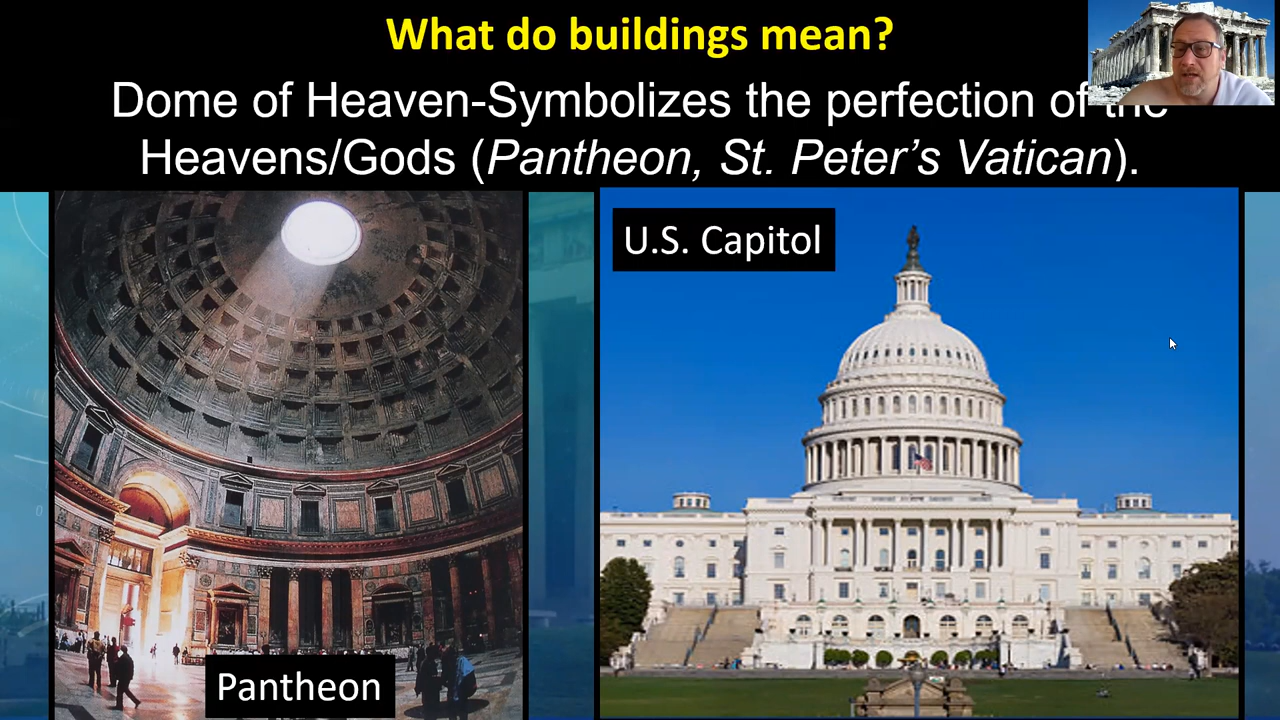 What do buildings mean?
Dome of Heaven-Symbolizes the perfection of the
Heavens/Gods (Pantheon, St. Peter’s Vatican).
U.S. Capitol
Pantheon